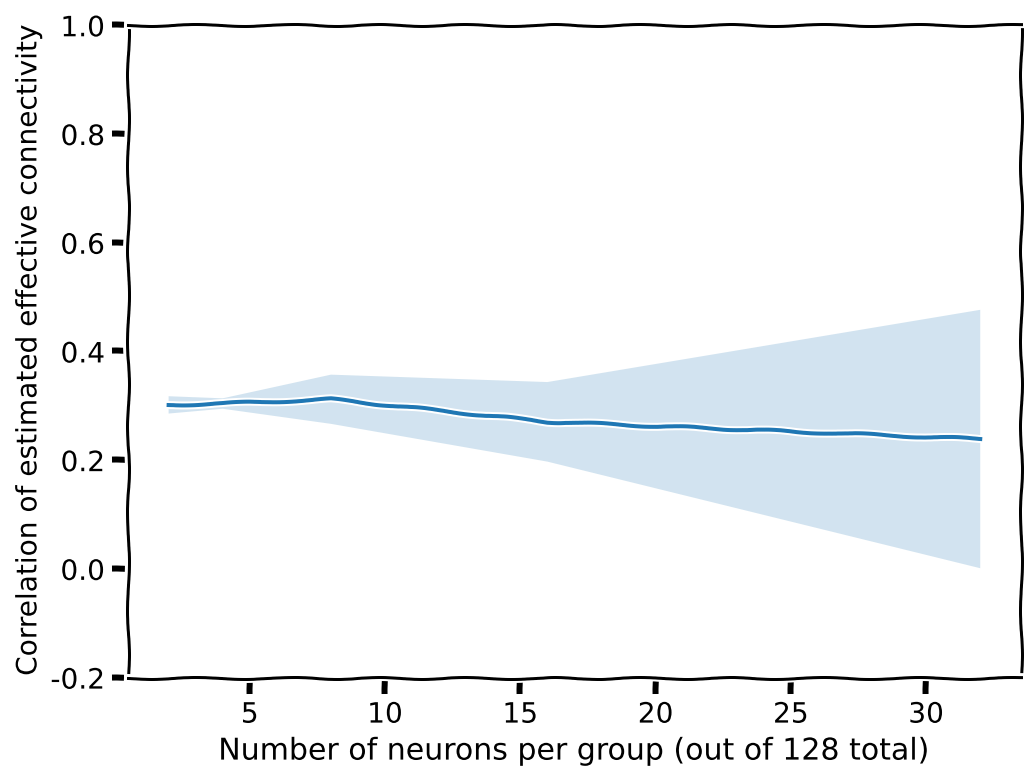 Correlation of estimated effective connectivity
1.0
0.8
0.6
0.4
0.2
0.0
-0.2
5 10 15 20 25 30
Number of neurons per group (out of 128 total)